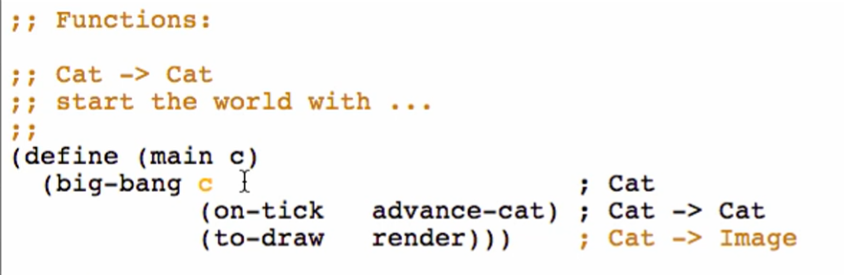 ;; Functions:
;; Cat -> Cat
;; start the world with ...
;;
(define (main c)
(big-bang c ; Cat
(on-tick advance-cat) ; Cat -> Cat
(to-draw render))) ; Cat -> Image